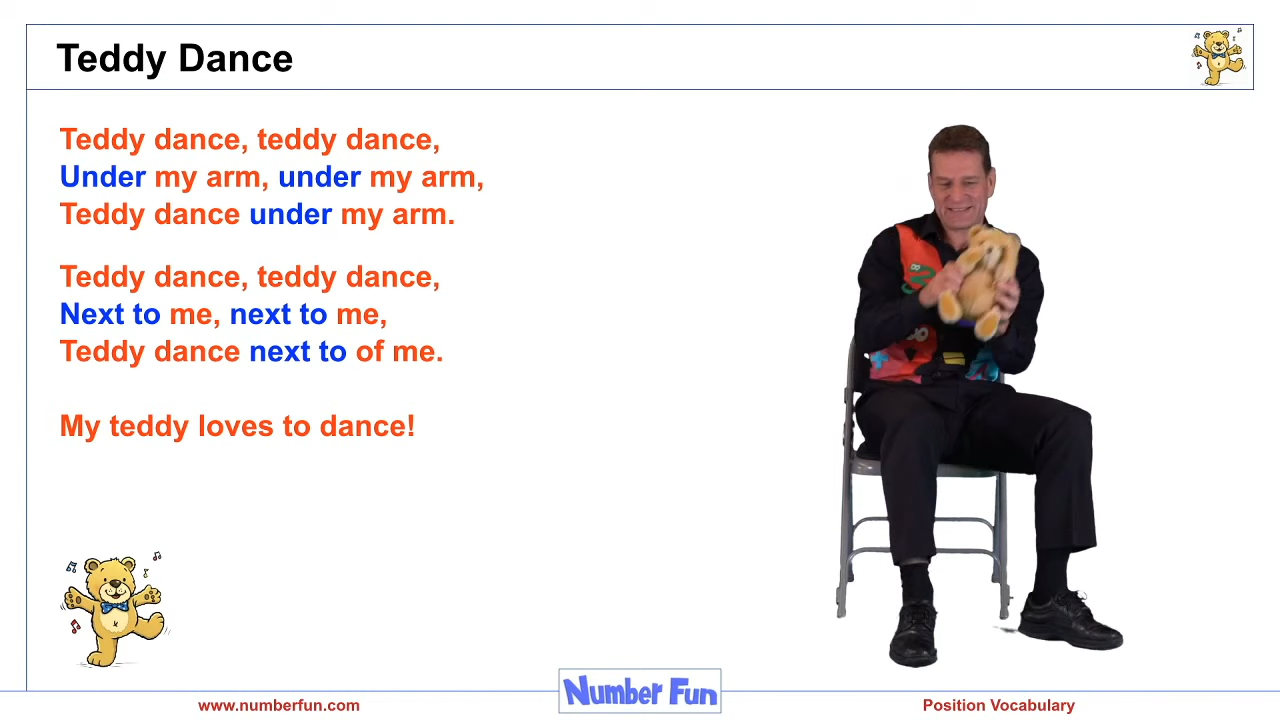 Teddy Dance
Teddy dance, teddy dance,
Under my arm, under my arm,
Teddy dance under my arm.
Teddy dance, teddy dance,
Next to me, next to me,
Teddy dance next to of me.
My teddy loves to dance!
www.numberfun.com
Number Fun
Position Vocabulary